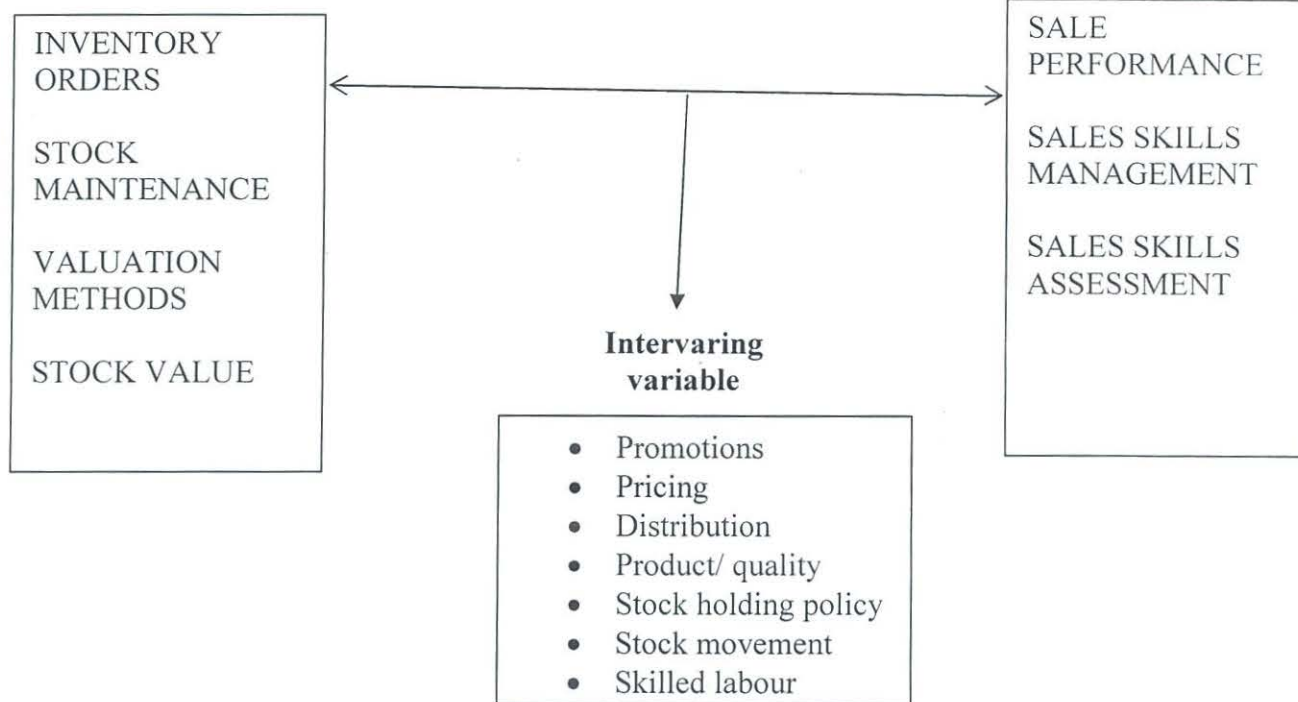 INVENTORY
ORDERS
STOCK
MAINTENANCE
VALUATION
METHODS
STOCK VALUE
SALE
PERFORMANCE
SALES SKILLS
MANAGEMENT
SALES SKILLS
ASSESSMENT
Intervaring
variable
• Promotions
• Pricing
• Distribution
• Product/ quality
• Stock holding policy
• Stock movement
• Skilled labour